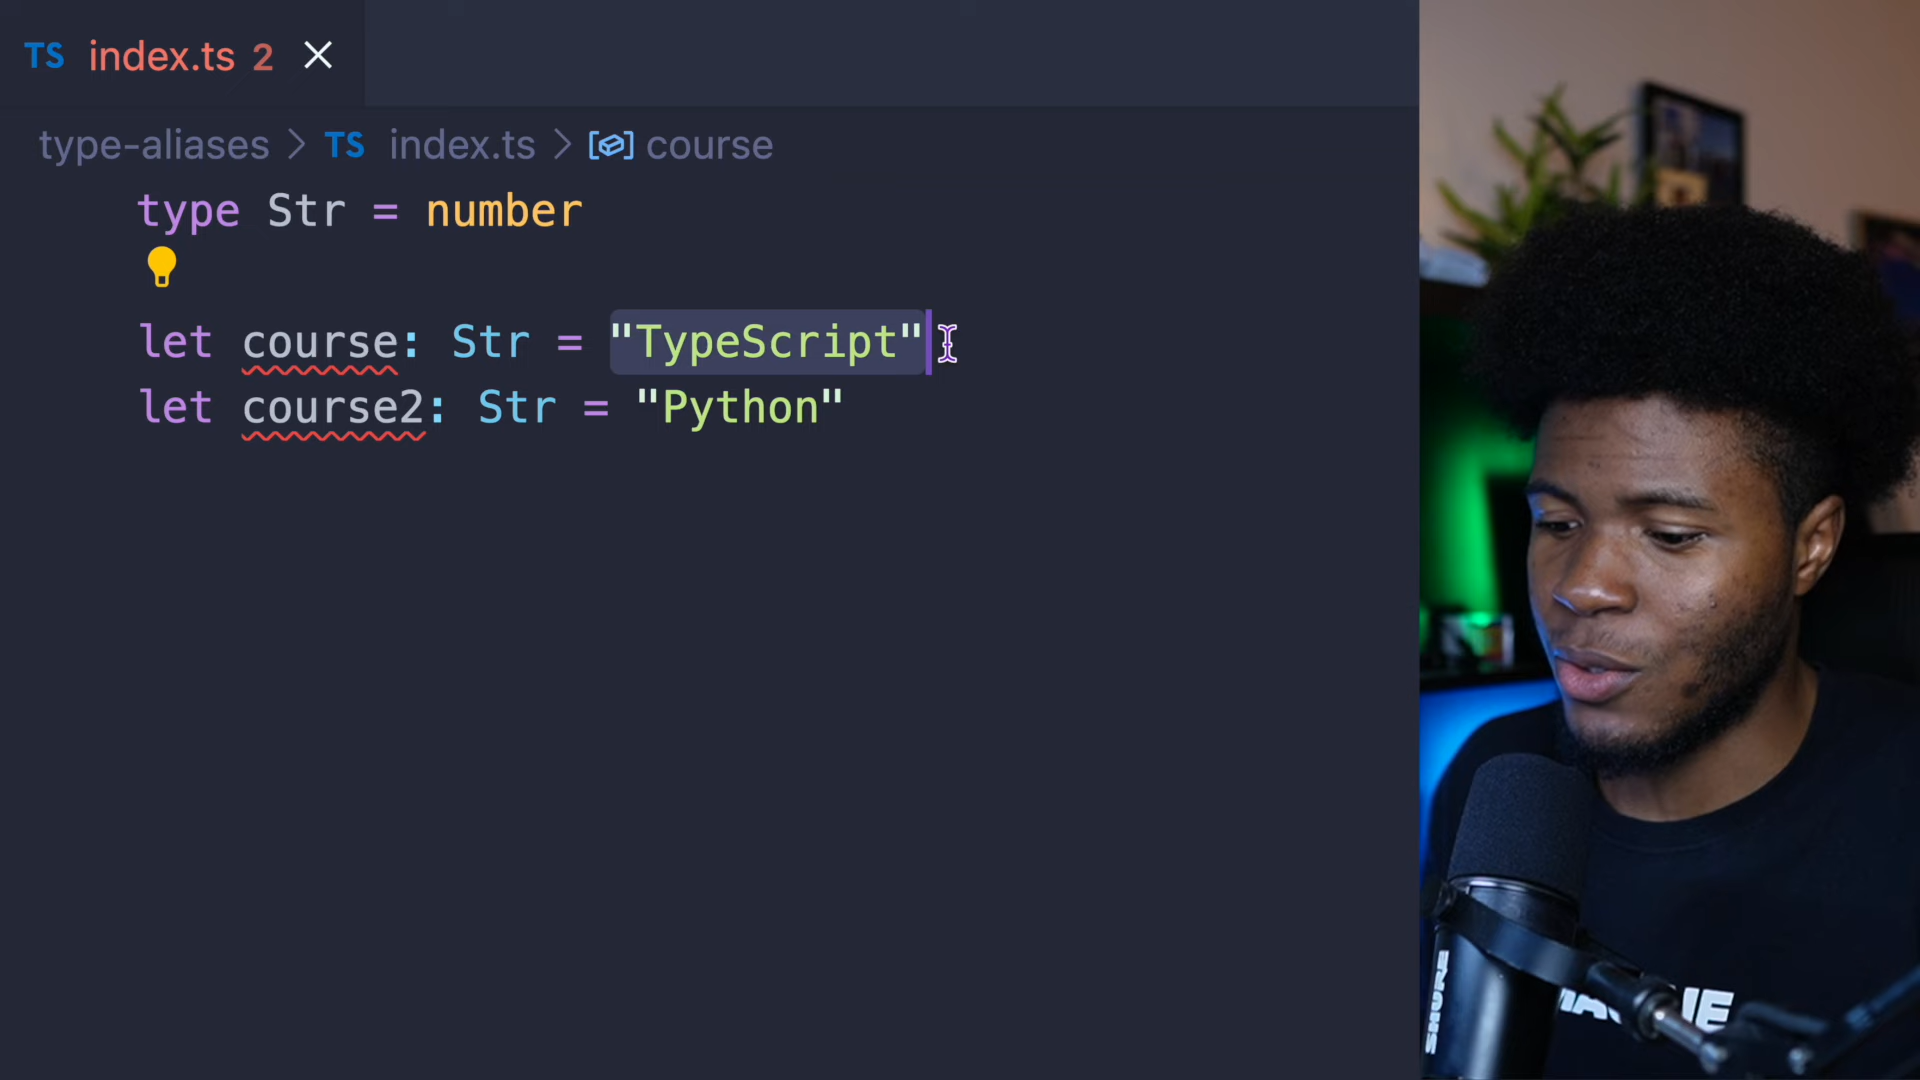 TS index.ts 2
type-aliases > TS index.ts > course
type Str = number
let course: Str = "TypeScript"
let course2: Str = "Python"
SHURE